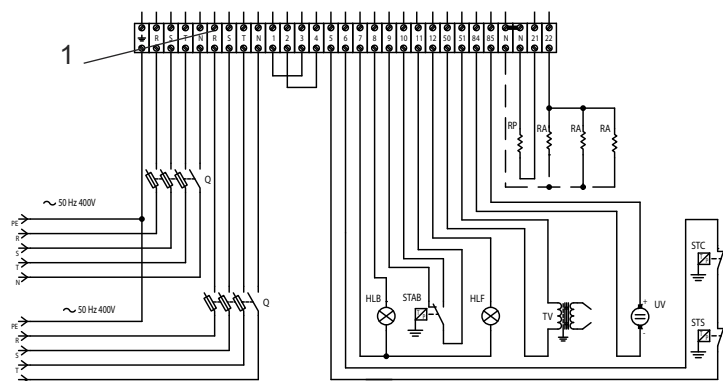 1
R S T N R S T N 1 2 3 4 5 6 7 8 9 10 11 12 50 51 84 85 N N 21 22
RP RA RA RA
Q
50 Hz 400V
PE
R
S
T
N
STC
Q
HLB STAB HLF TV + UV
-
50 Hz 400V
PE
R
S
T
STS